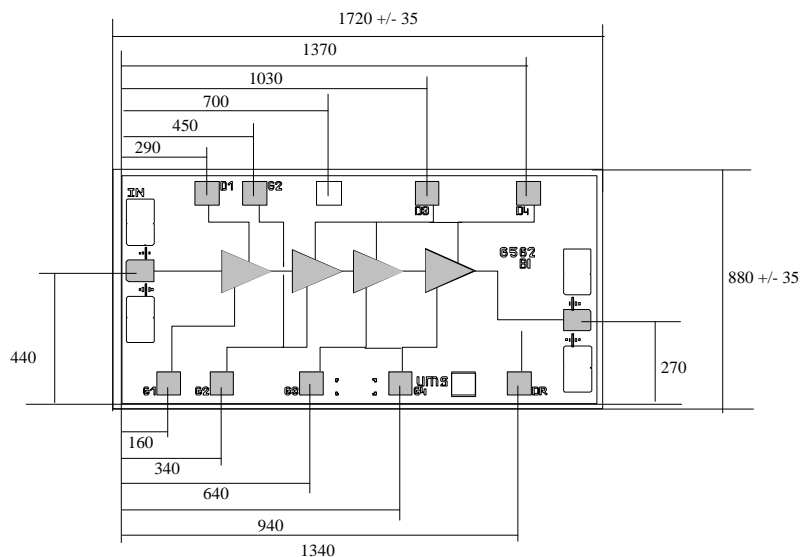 1720 +/- 35
1370
1030
700
450
290
D1
G2
D3
D4
IN
G562
BI
880 +/- 35
440
270
G1
G2
G3
G4
ums
DR
160
340
640
940
1340